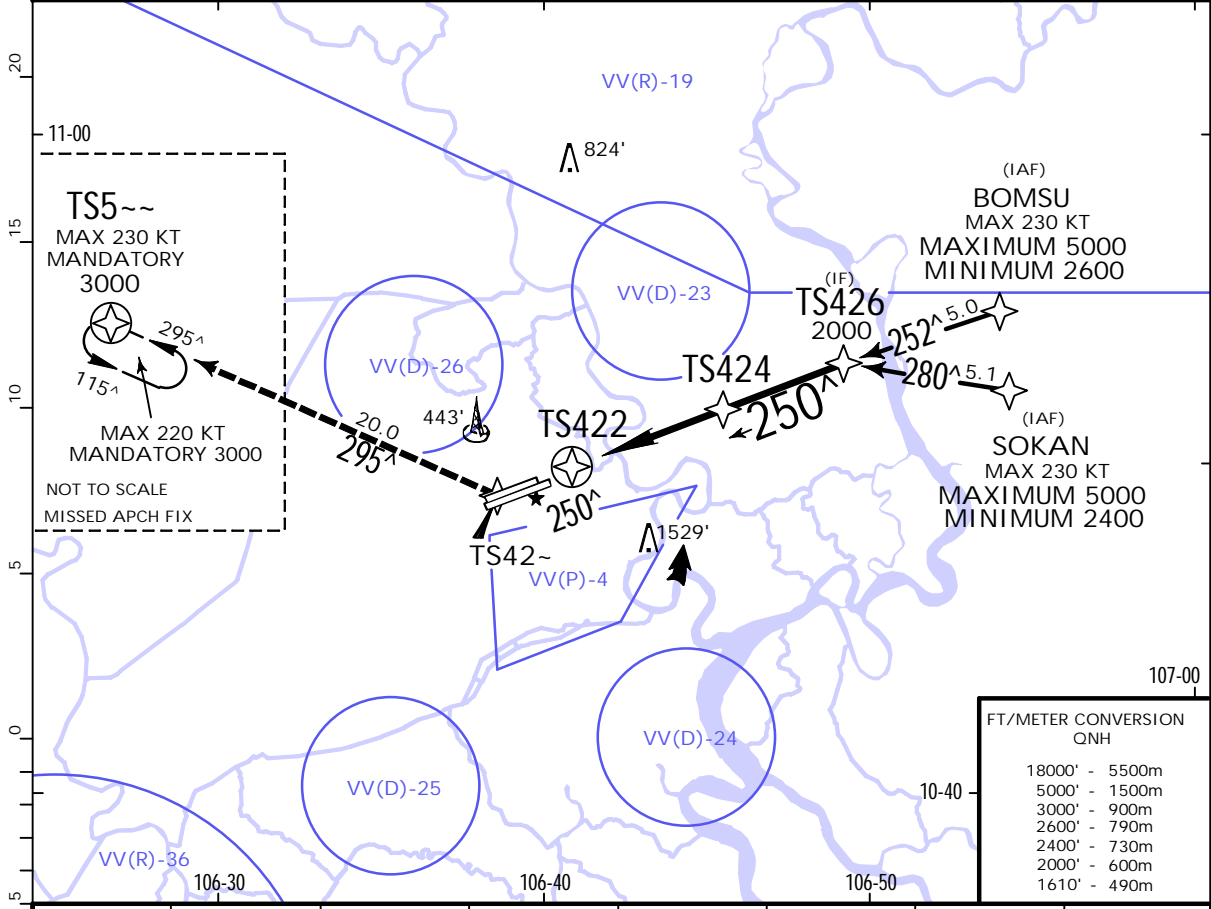 VV(R)-19
20
11-00
824'
(IAF)
BOMSU
MAX 230 KT
MAXIMUM 5000
MINIMUM 2600
TS5~~
MAX 230 KT
MANDATORY
3000
15
VV(D)-23
(IF)
TS426
2000
252^ 5.0
295^
115^
VV(D)-26
TS424
280^ 5.1
250^
10
443'
TS422
20.0
295^
MAX 220 KT
MANDATORY 3000
(IAF)
SOKAN
MAX 230 KT
MAXIMUM 5000
MINIMUM 2400
NOT TO SCALE
MISSED APCH FIX
250^
1529'
TS42~
5
VV(P)-4
107-00
0
VV(D)-24
VV(D)-25
10-40
FT/METER CONVERSION
QNH
18000' - 5500m
5000' - 1500m
3000' - 900m
2600' - 790m
2400' - 730m
2000' - 600m
1610' - 490m
VV(R)-36
106-30
106-40
106-50
5